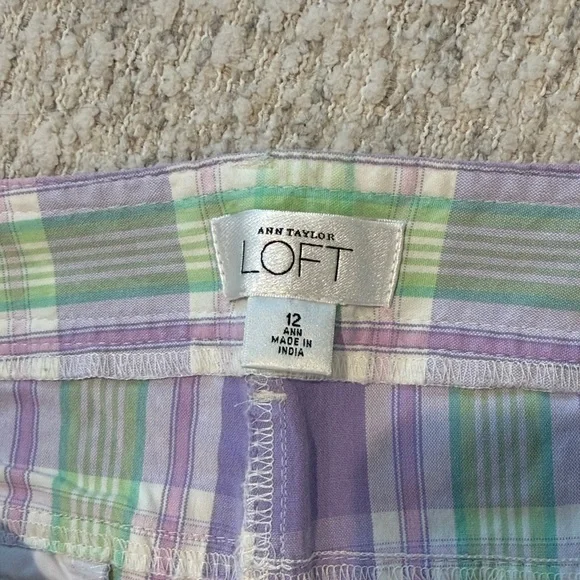 ANN TAYLOR
LOFT
12
ANN
MADE IN
INDIA